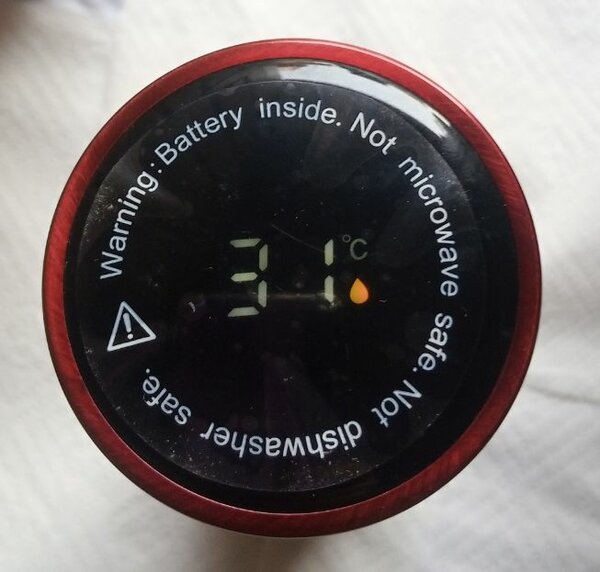 Warning: Battery inside. Not microwave safe. Not dishwasher safe.
31 °C